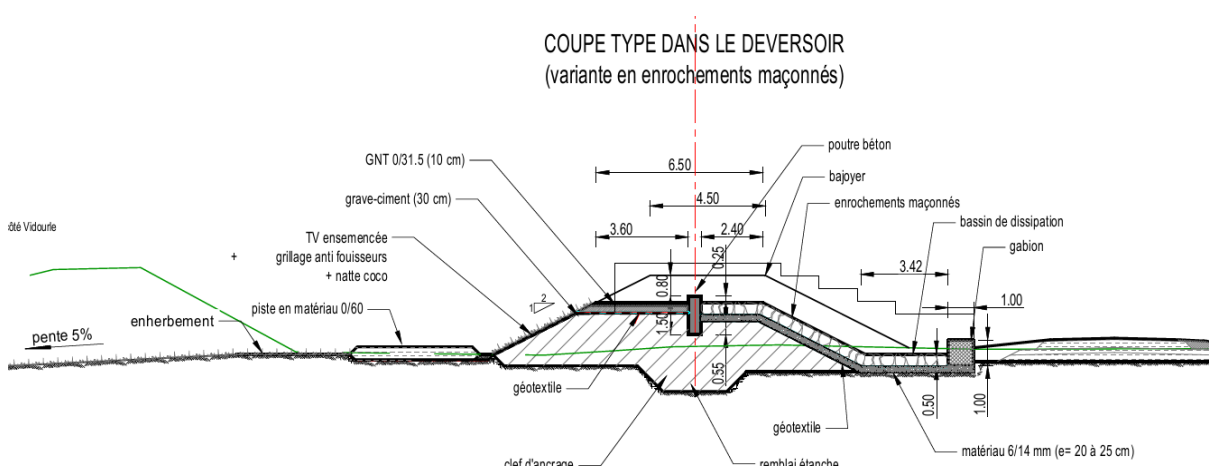 COUPE TYPE DANS LE DEVERSOIR
(variante en enrochements maçonnés)
poutre béton
GNT 0/31.5 (10 cm)
6.50
bajoyer
grave-ciment (30 cm)
4.50
enrochements maçonnés
ôté Vidourle
TV ensemencée
3.60
2.40
bassin de dissipation
+
grillage anti fouisseurs
gabion
+ natte coco
0.25
3.42
piste en matériau 0/60
0.80
1.00
1
2
enherbement
1.50
pente 5%
géotextile
0.55
0.50
1.00
géotextile
matériau 6/14 mm (e= 20 à 25 cm)
clef d'ancrage
remblai étanche